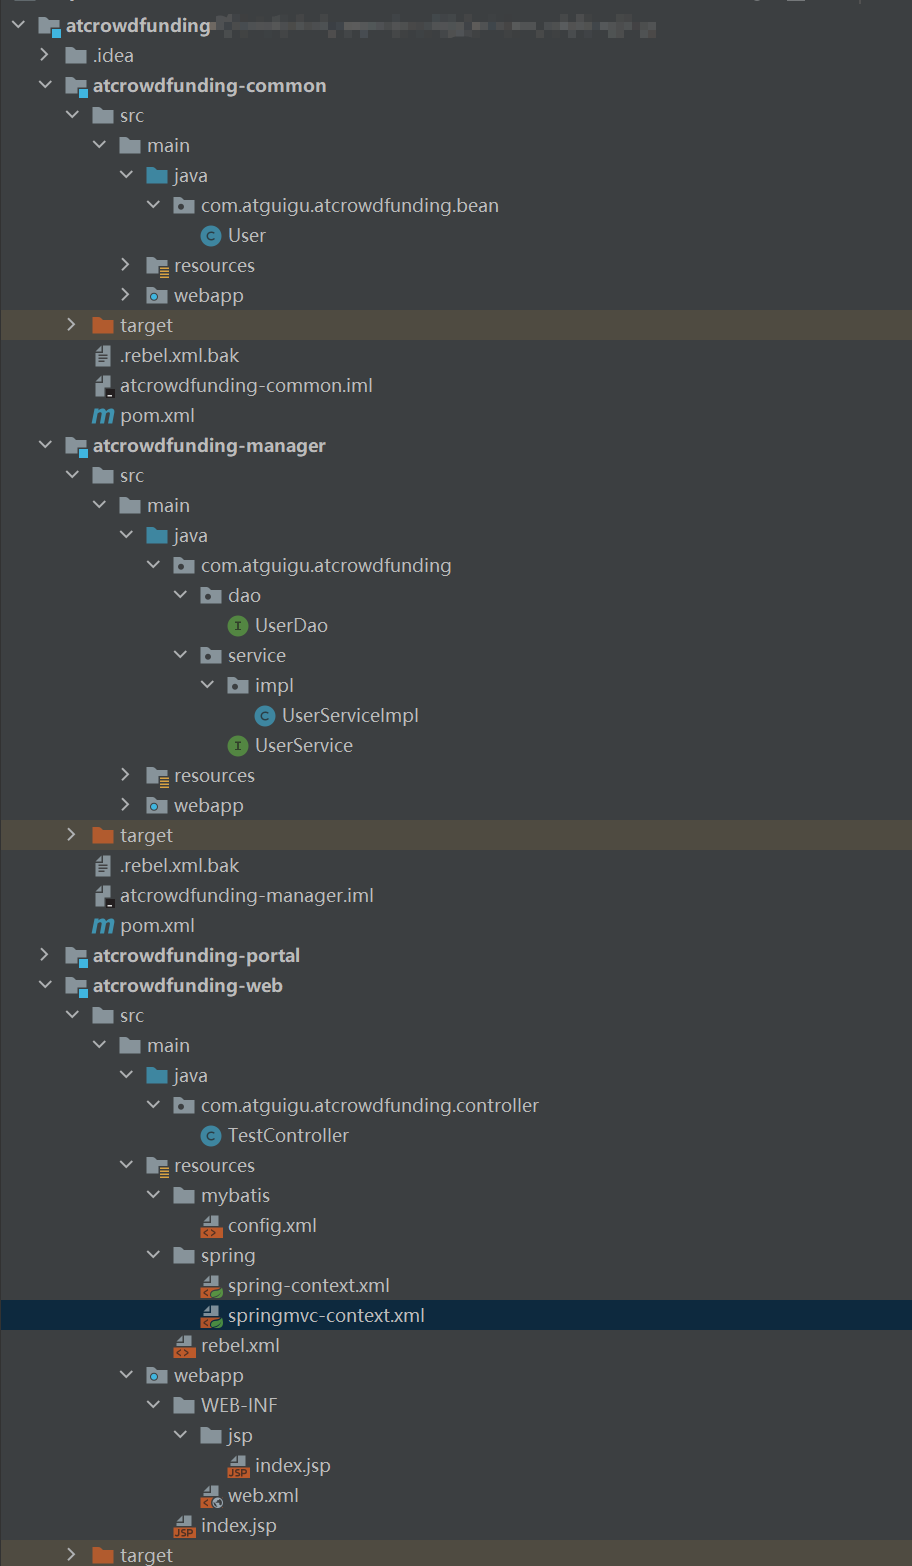 atcrowdfunding
.idea
atcrowdfunding-common
src
main
java
com.atguigu.atcrowdfunding.bean
User
resources
webapp
target
.rebel.xml.bak
atcrowdfunding-common.iml
pom.xml
atcrowdfunding-manager
src
main
java
com.atguigu.atcrowdfunding
dao
UserDao
service
impl
UserServiceImpl
UserService
resources
webapp
target
.rebel.xml.bak
atcrowdfunding-manager.iml
pom.xml
atcrowdfunding-portal
atcrowdfunding-web
src
main
java
com.atguigu.atcrowdfunding.controller
TestController
resources
mybatis
config.xml
spring
spring-context.xml
springmvc-context.xml
rebel.xml
webapp
WEB-INF
jsp
index.jsp
web.xml
index.jsp
target